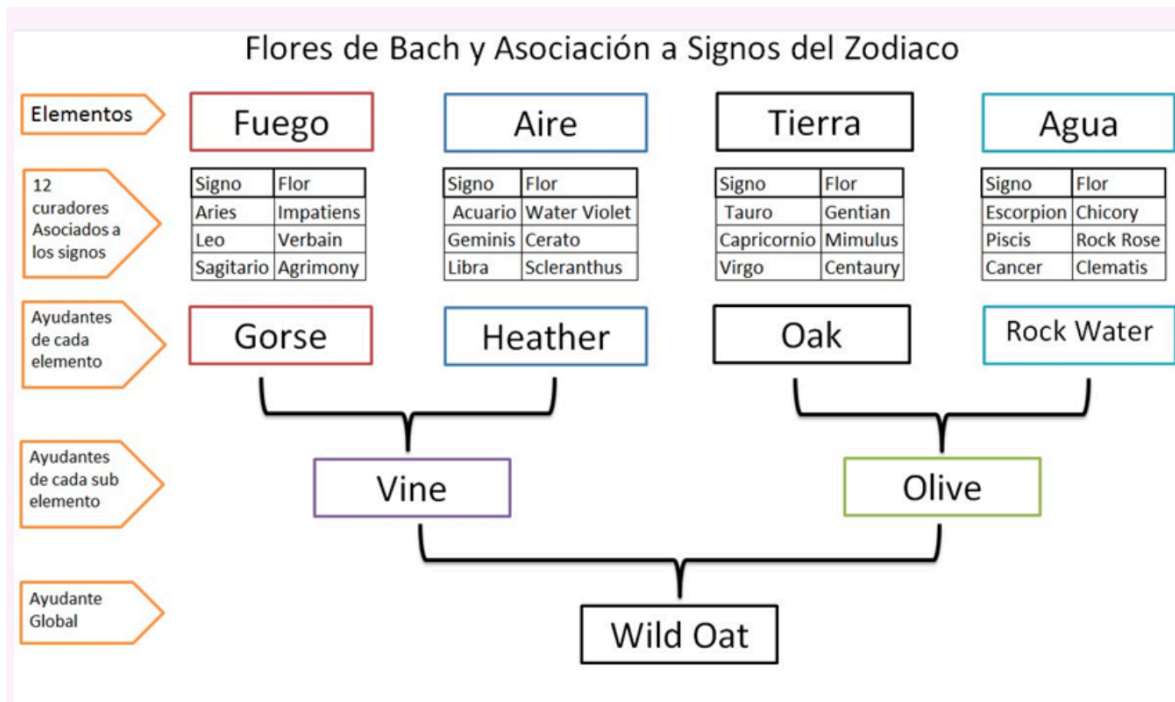 Flores de Bach y Asociación a Signos del Zodiaco
Elementos
Fuego
Aire
Tierra
Agua
12
curadores
Asociados a
los signos
Signo Flor
Aries Impatiens
Leo Verbain
Sagitario Agrimony
Signo Flor
Acuario Water Violet
Geminis Cerato
Libra Scleranthus
Signo Flor
Tauro Gentian
Capricornio Mimulus
Virgo Centaury
Signo Flor
Escorpion Chicory
Piscis Rock Rose
Cancer Clematis
Ayudantes
de cada
elemento
Gorse
Heather
Oak
Rock Water
Ayudantes
de cada sub
elemento
Vine
Olive
Ayudante
Global
Wild Oat